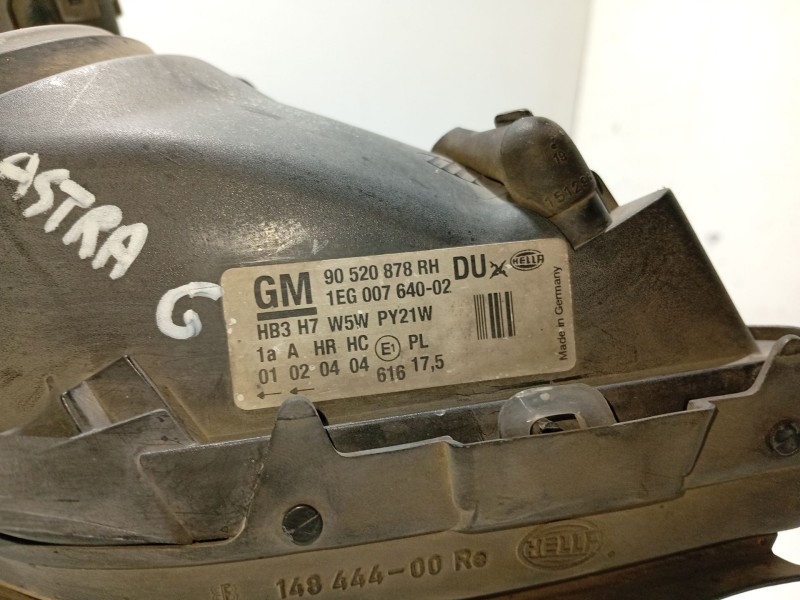 ASTRA
G
GM 90 520 878 RH DU HELLA
1EG 007 640-02
HB3 H7 W5W PY21W
1a A HR HC E1 PL
01 02 04 04 616 17,5
Made in Germany
148 444-00 Re HELLA